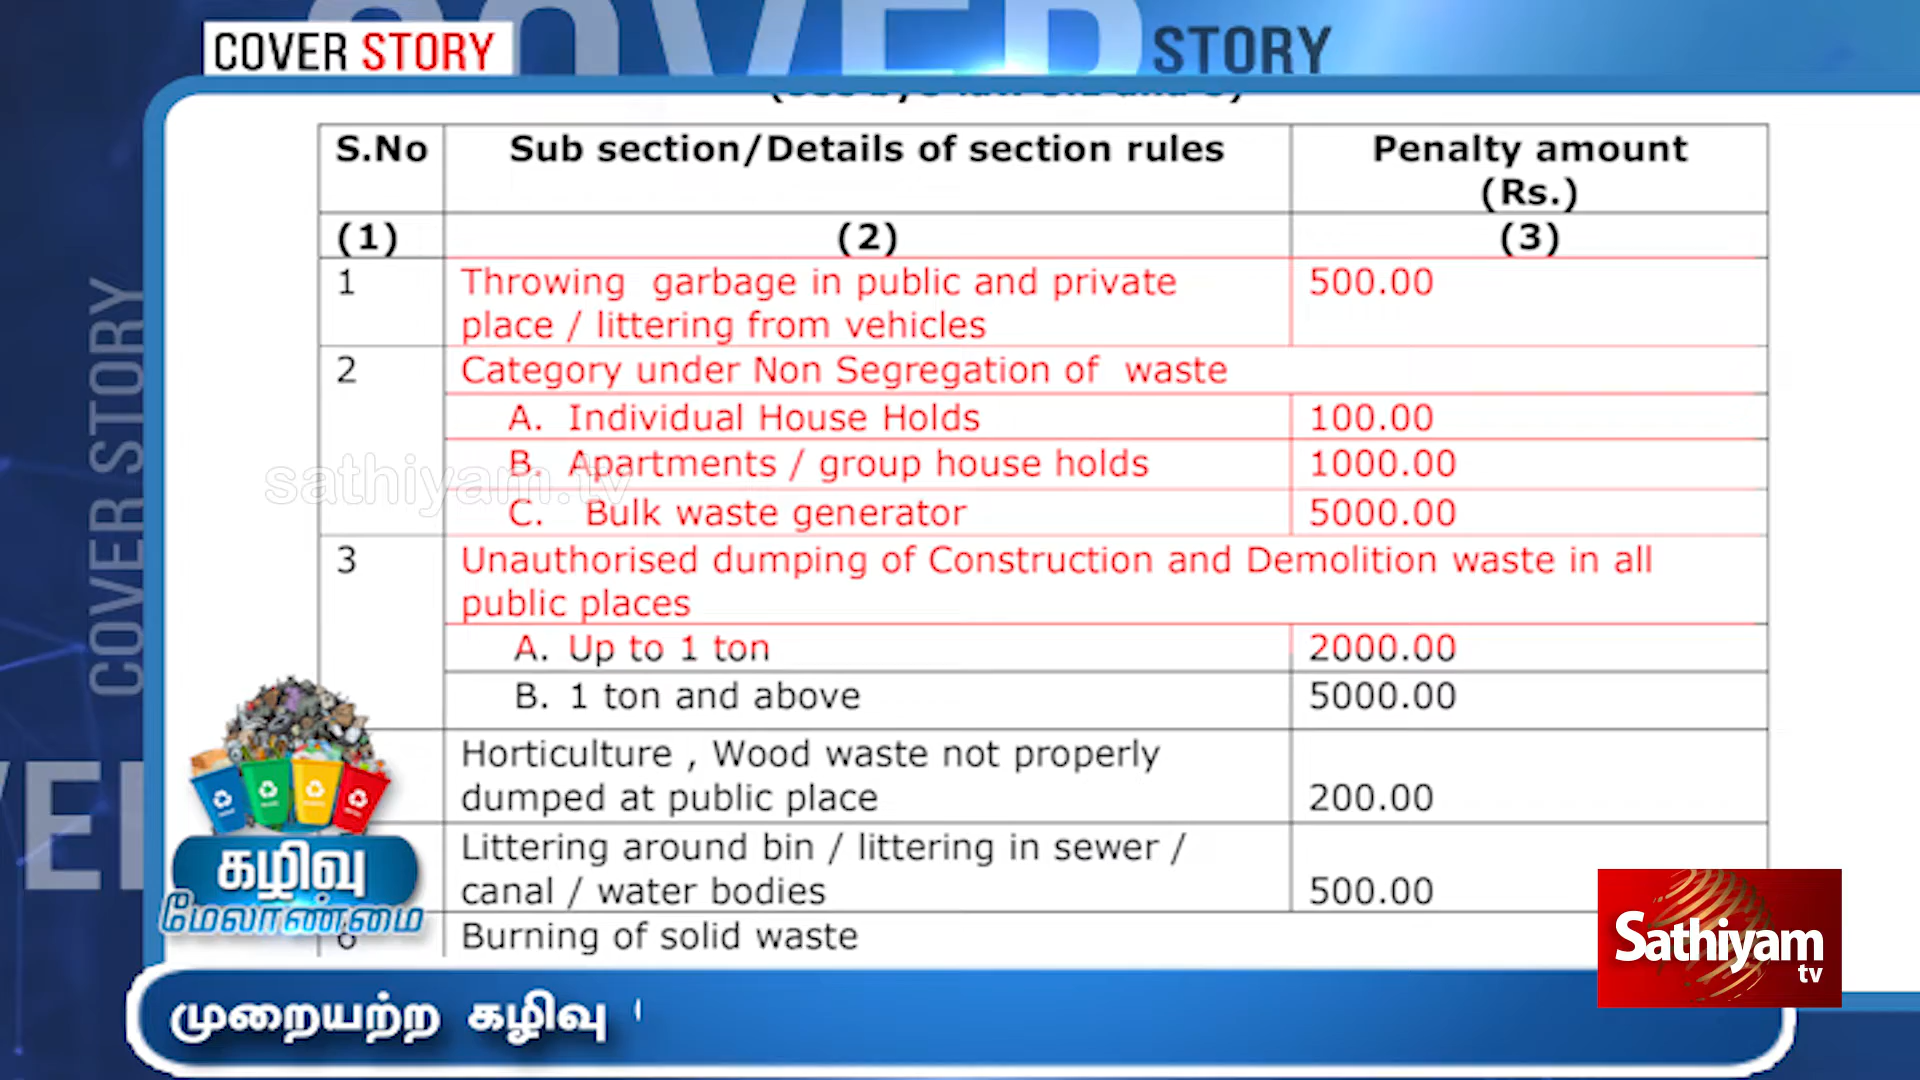 COVER STORY
COVER STORY
COVER STORY
S.No Sub section/Details of section rules Penalty amount
(Rs.)
(1) (2) (3)
1 Throwing garbage in public and private 500.00
place / littering from vehicles
2 Category under Non Segregation of waste
A. Individual House Holds 100.00
B. Apartments / group house holds 1000.00
sathiyam.tv
C. Bulk waste generator 5000.00
3 Unauthorised dumping of Construction and Demolition waste in all
public places
A. Up to 1 ton 2000.00
B. 1 ton and above 5000.00
Horticulture , Wood waste not properly
dumped at public place 200.00
Littering around bin / littering in sewer /
canal / water bodies 500.00
6 Burning of solid waste
கழிவு
மேலாண்மை
Sathiyam
tv
முறையற்ற கழிவு